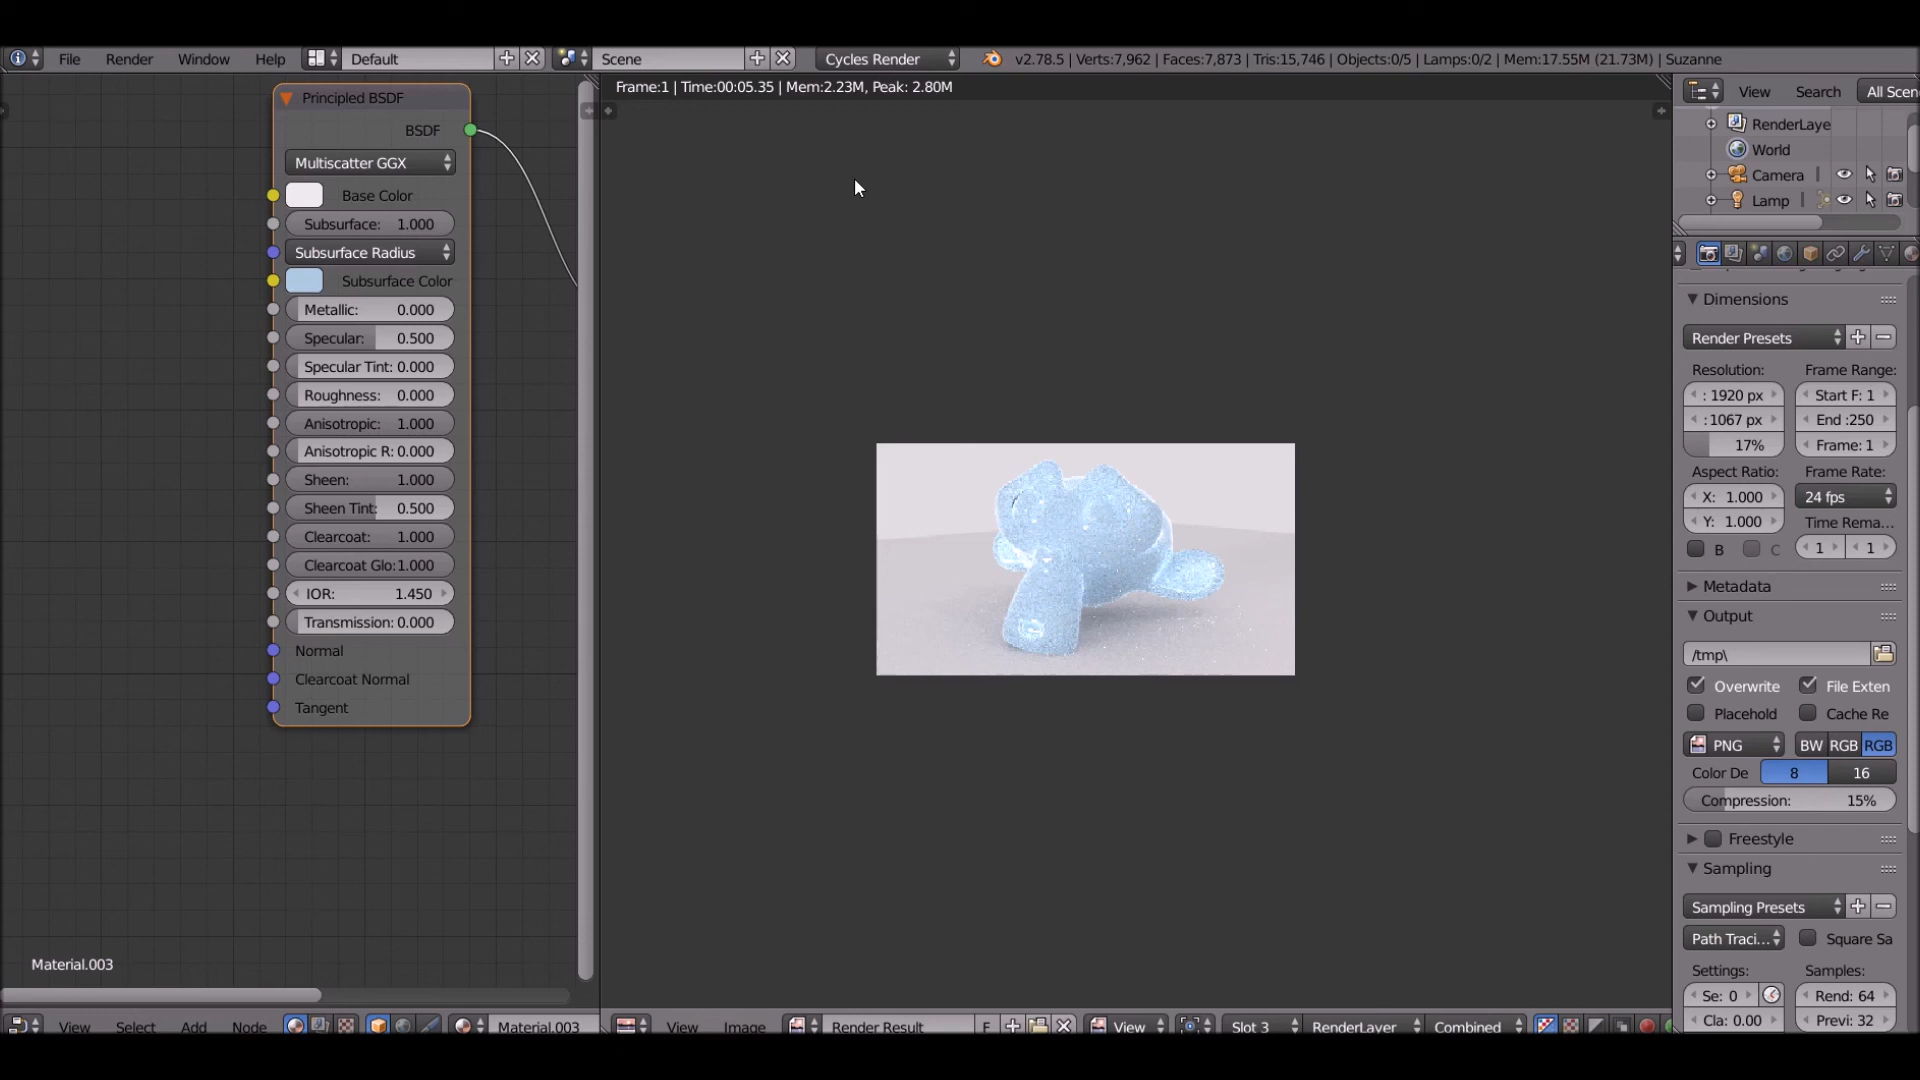 File Render Window Help Default Scene Cycles Render v2.78.5 | Verts:7,962 | Faces:7,873 | Tris:15,746 | Objects:0/5 | Lamps:0/2 | Mem:17.55M (21.73M) | Suzanne
Frame:1 | Time:00:05.35 | Mem:2.23M, Peak: 2.80M
Principled BSDF
BSDF
Multiscatter GGX
Base Color
Subsurface: 1.000
Subsurface Radius
Subsurface Color
Metallic: 0.000
Specular: 0.500
Specular Tint: 0.000
Roughness: 0.000
Anisotropic: 1.000
Anisotropic R: 0.000
Sheen: 1.000
Sheen Tint: 0.500
Clearcoat: 1.000
Clearcoat Glo: 1.000
IOR: 1.450
Transmission: 0.000
Normal
Clearcoat Normal
Tangent
Material.003
View Select Add Node Material.003
View Image Render Result F View Slot 3 RenderLayer Combined
View Search All Scen
RenderLaye
World
Camera
Lamp
Dimensions
Render Presets
Resolution: Frame Range:
: 1920 px Start F: 1
: 1067 px End :250
17% Frame: 1
Aspect Ratio: Frame Rate:
X: 1.000 24 fps
Y: 1.000 Time Rema...
B C 1 1
Metadata
Output
/tmp\
Overwrite File Exten
Placehold Cache Re
PNG BW RGB RGB
Color De 8 16
Compression: 15%
Freestyle
Sampling
Sampling Presets
Path Traci... Square Sa
Settings: Samples:
Se: 0 Rend: 64
Cla: 0.00 Previ: 32